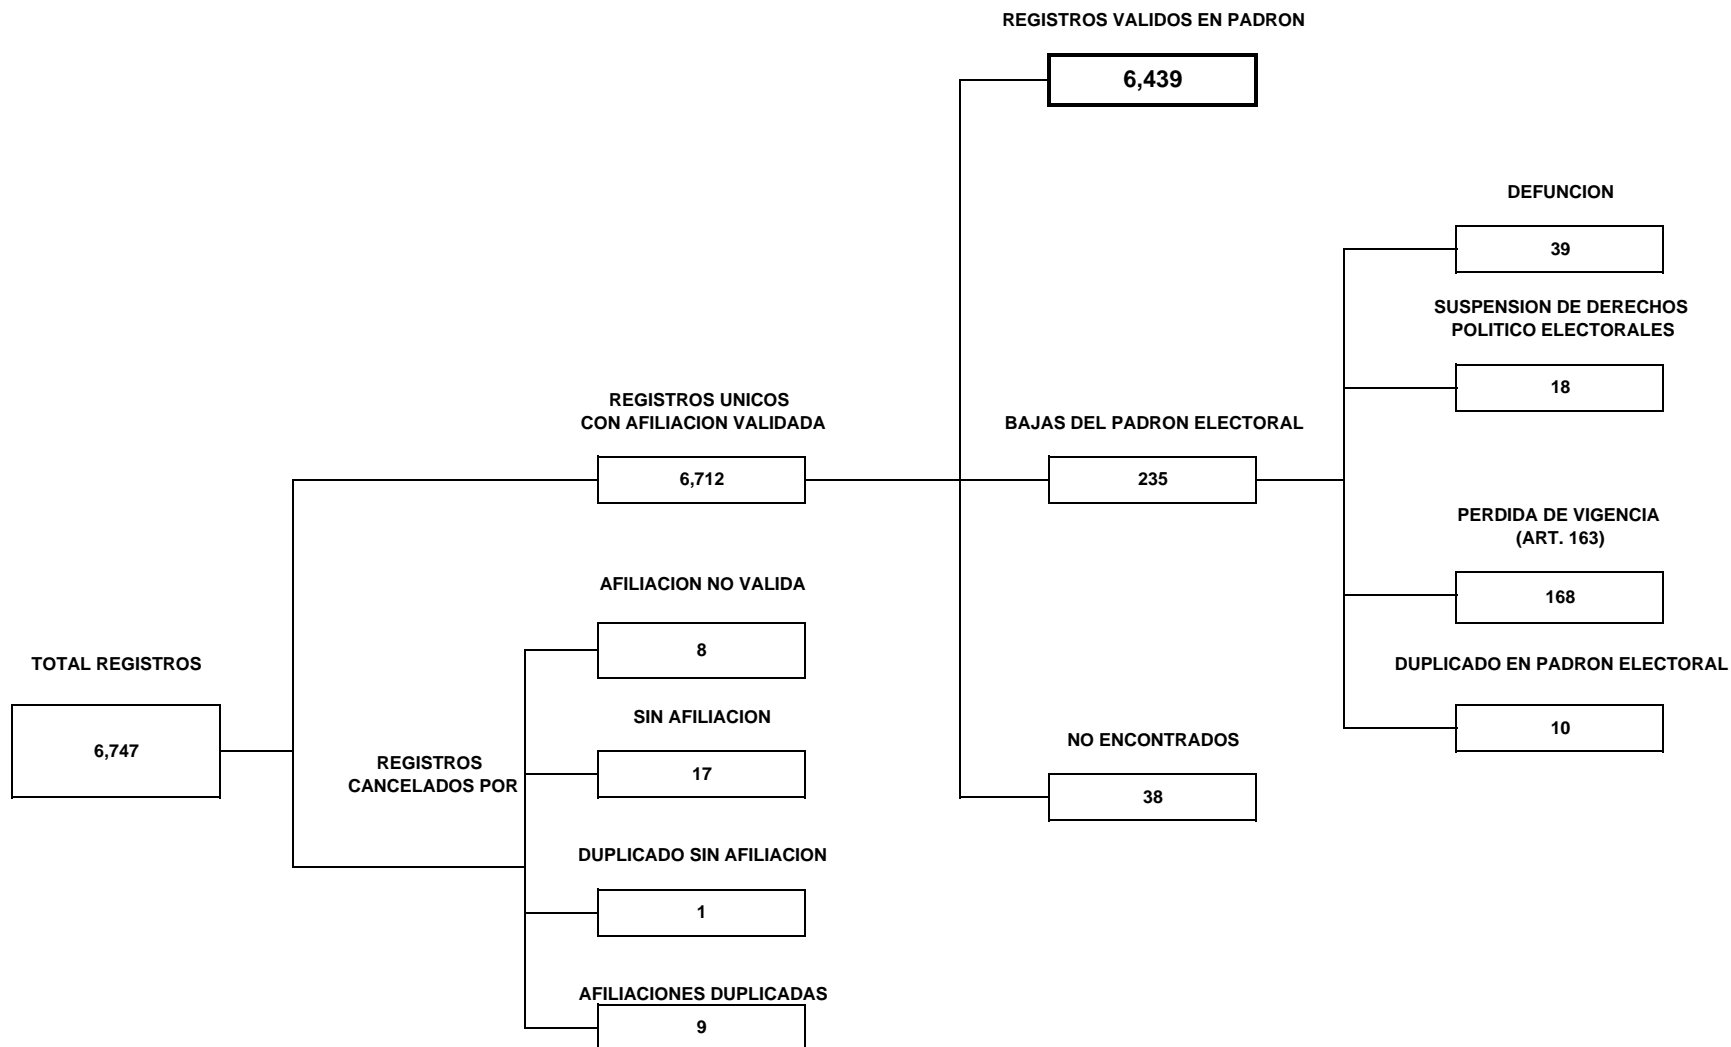 REGISTROS VALIDOS EN PADRON
6,439
DEFUNCION
39
SUSPENSION DE DERECHOS
POLITICO ELECTORALES
18
REGISTROS UNICOS
CON AFILIACION VALIDADA
6,712
BAJAS DEL PADRON ELECTORAL
235
PERDIDA DE VIGENCIA
(ART. 163)
168
AFILIACION NO VALIDA
8
TOTAL REGISTROS
6,747
DUPLICADO EN PADRON ELECTORAL
10
SIN AFILIACION
17
REGISTROS
CANCELADOS POR
NO ENCONTRADOS
38
DUPLICADO SIN AFILIACION
1
AFILIACIONES DUPLICADAS
9